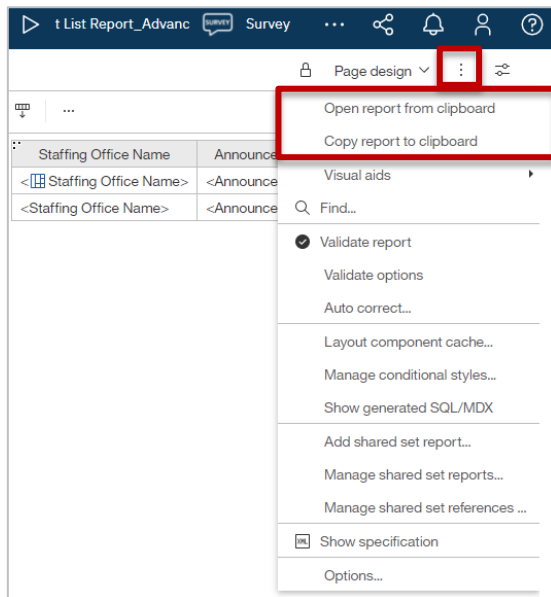 t List Report_Advanc SURVEY Survey ...
Page design
...
Open report from clipboard
Copy report to clipboard
Staffing Office Name Announce
Visual aids
<Staffing Office Name> <Announce
<Staffing Office Name> <Announce
Find...
Validate report
Validate options
Auto correct...
Layout component cache...
Manage conditional styles...
Show generated SQL/MDX
Add shared set report...
Manage shared set reports...
Manage shared set references ...
XML Show specification
Options...